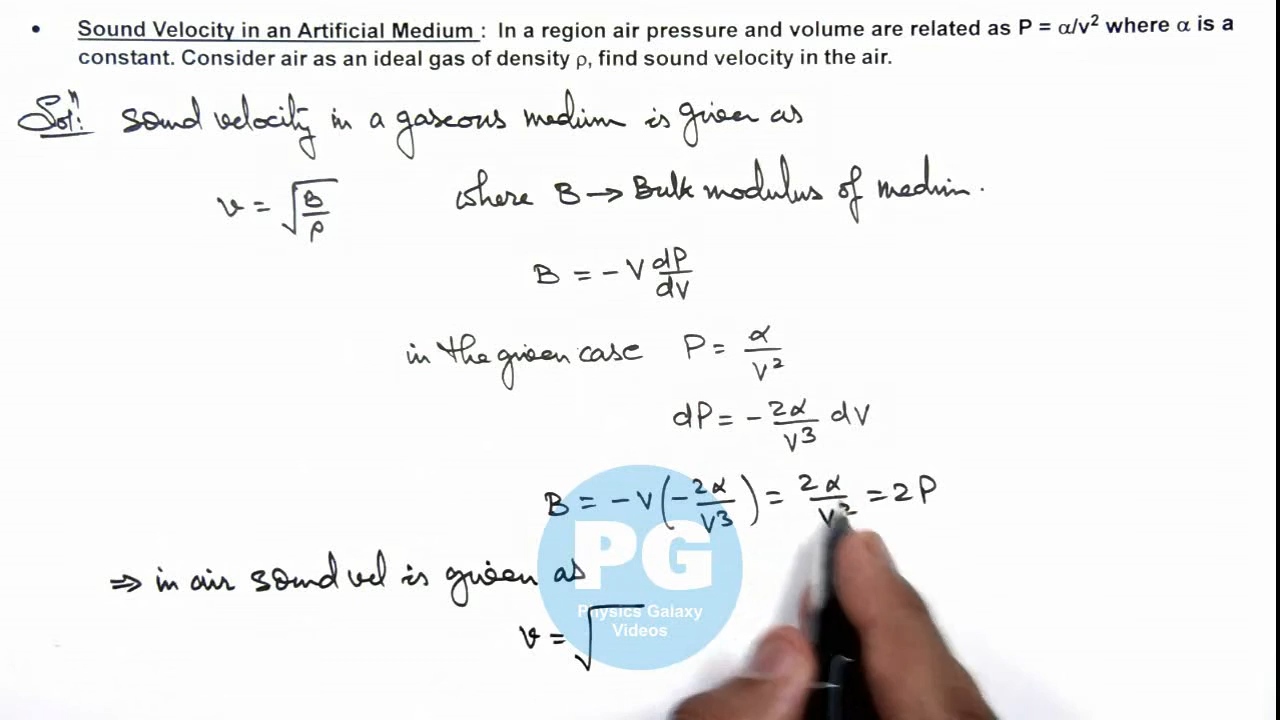 • Sound Velocity in an Artificial Medium : In a region air pressure and volume are related as P = α/v² where α is a
constant. Consider air as an ideal gas of density ρ, find sound velocity in the air.
Solⁿ: Sound velocity in a gaseous medium is given as
v = √(B/ρ) where B → Bulk modulus of medium.
B = - V dP/dV
in the given case P = α/V²
dP = - 2α/V³ dV
B = - V (- 2α/V³) = 2α/V² = 2P
⇒ in air sound vel is given as
v = √
PG
Physics Galaxy
Videos